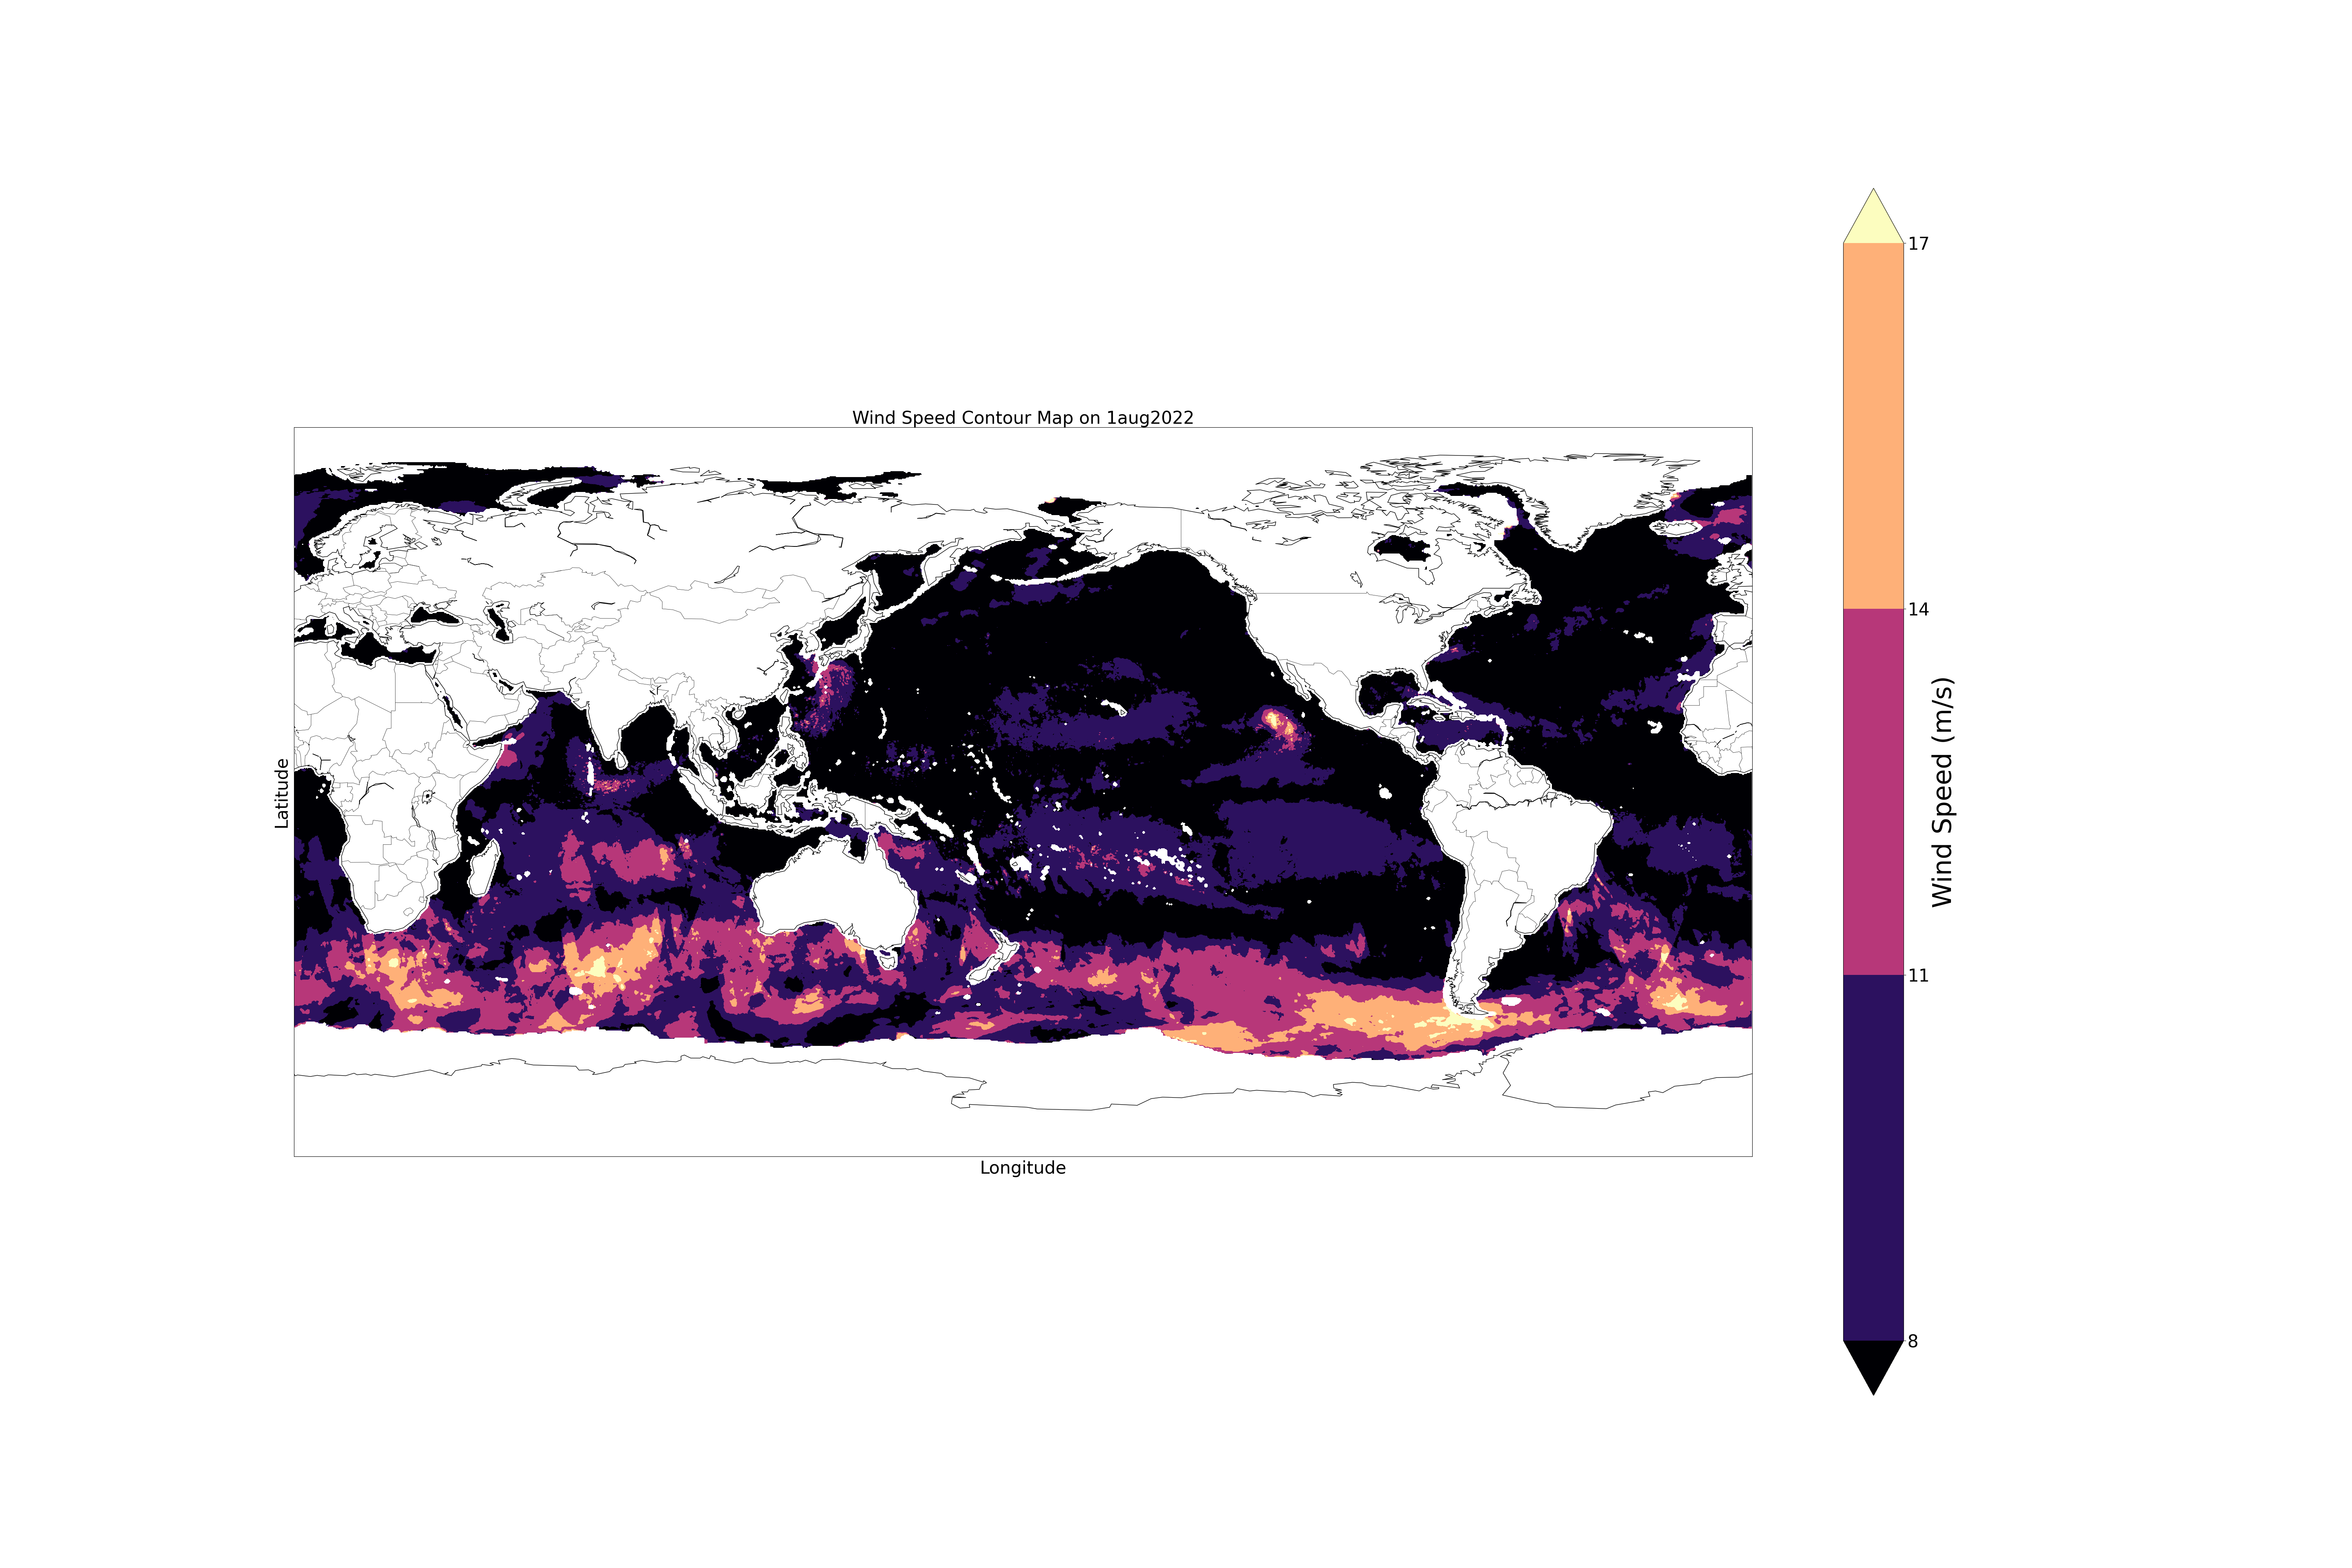 Wind Speed Contour Map on 1aug2022
Latitude
Longitude
17
14
11
8
Wind Speed (m/s)